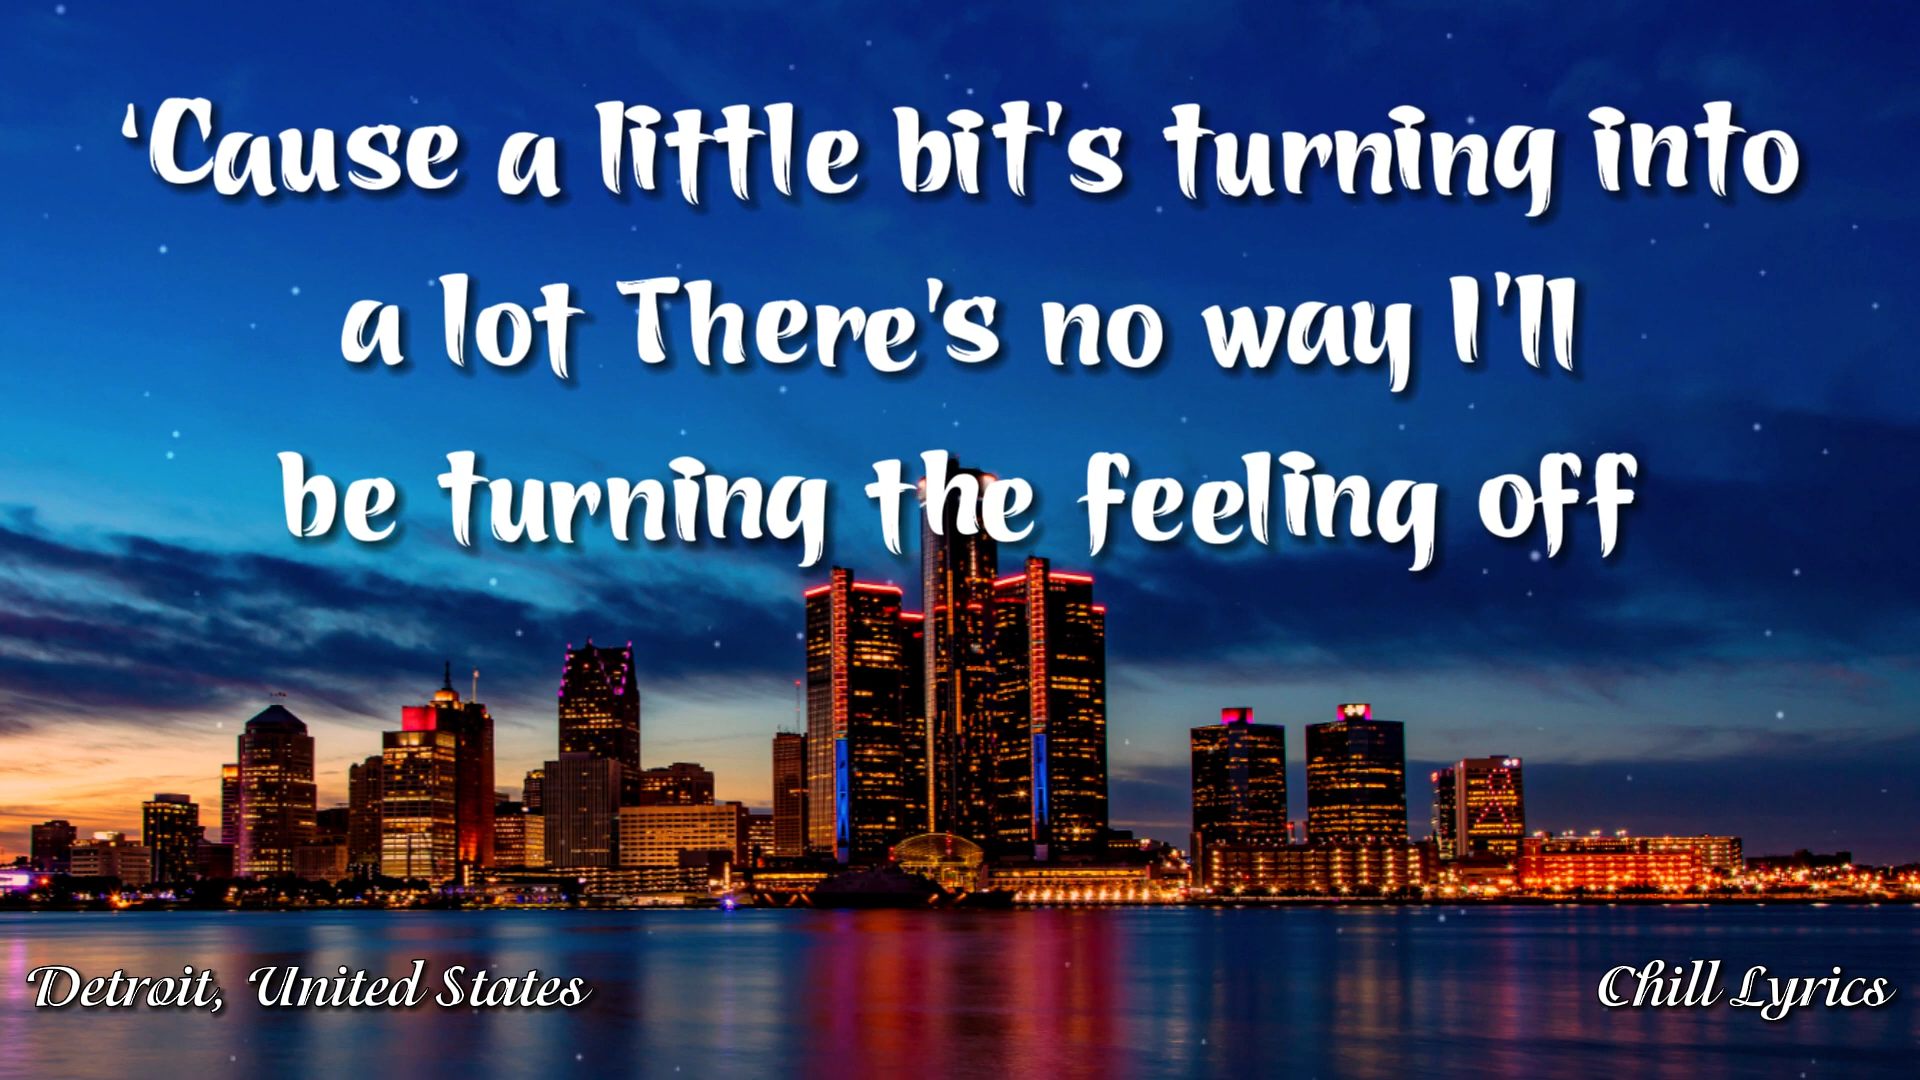 ‘Cause a little bit's turning into
a lot There's no way I'll
be turning the feeling off
Detroit, United States
Chill Lyrics